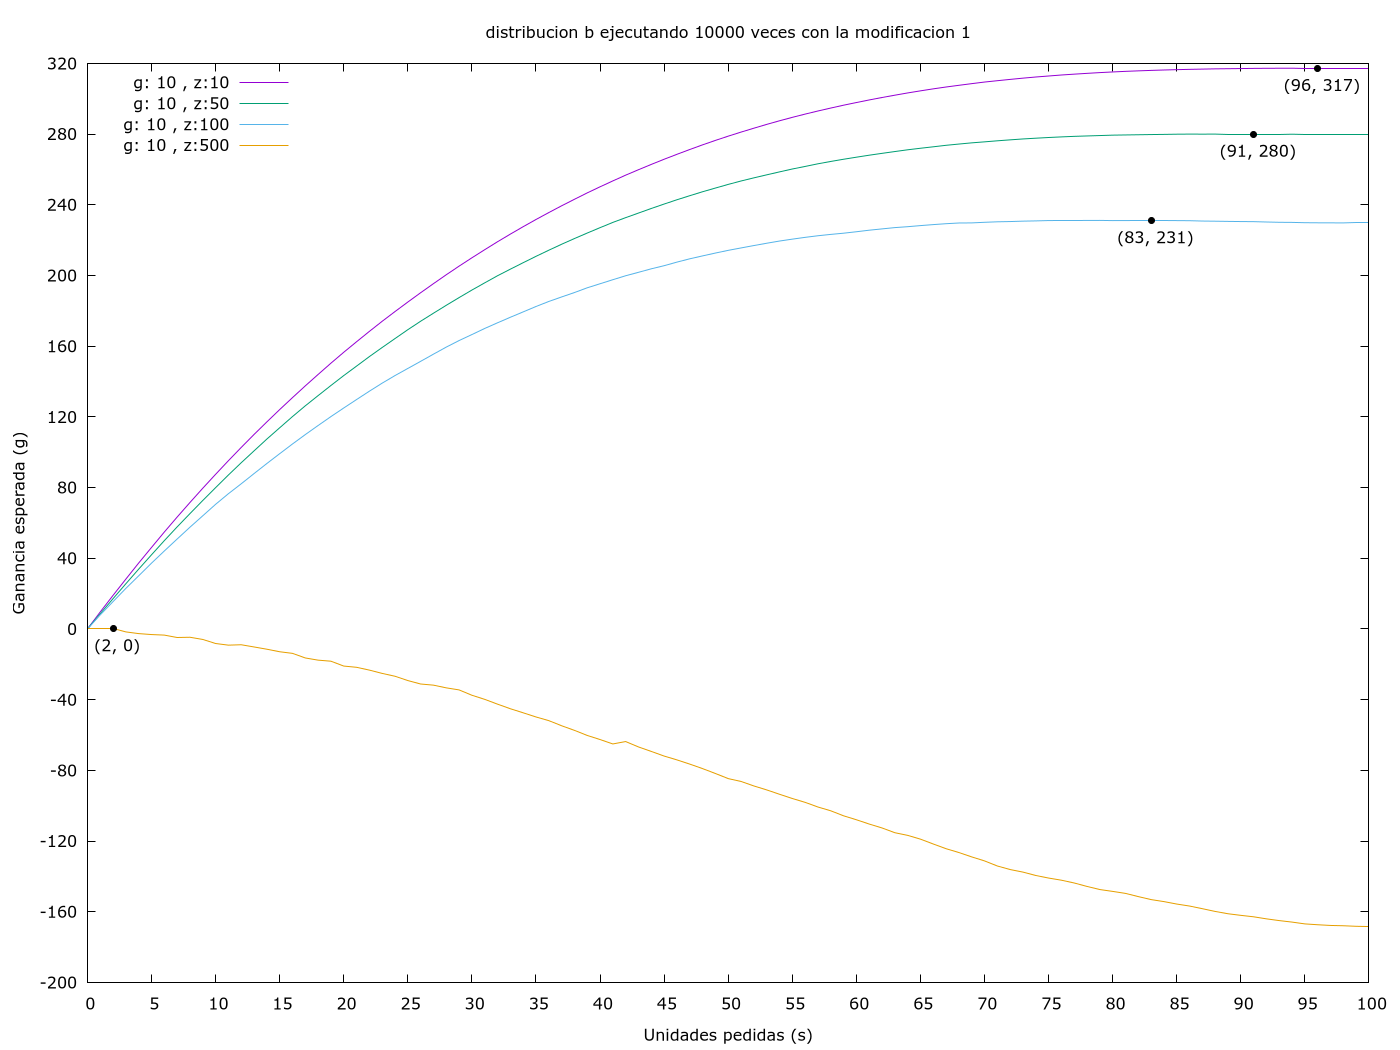 distribucion b ejecutando 10000 veces con la modificacion 1
320
280
240
200
160
120
80
40
0
-40
-80
-120
-160
-200
Ganancia esperada (g)
g: 10 , z:10
g: 10 , z:50
g: 10 , z:100
g: 10 , z:500
(96, 317)
(91, 280)
(83, 231)
(2, 0)
0 5 10 15 20 25 30 35 40 45 50 55 60 65 70 75 80 85 90 95 100
Unidades pedidas (s)